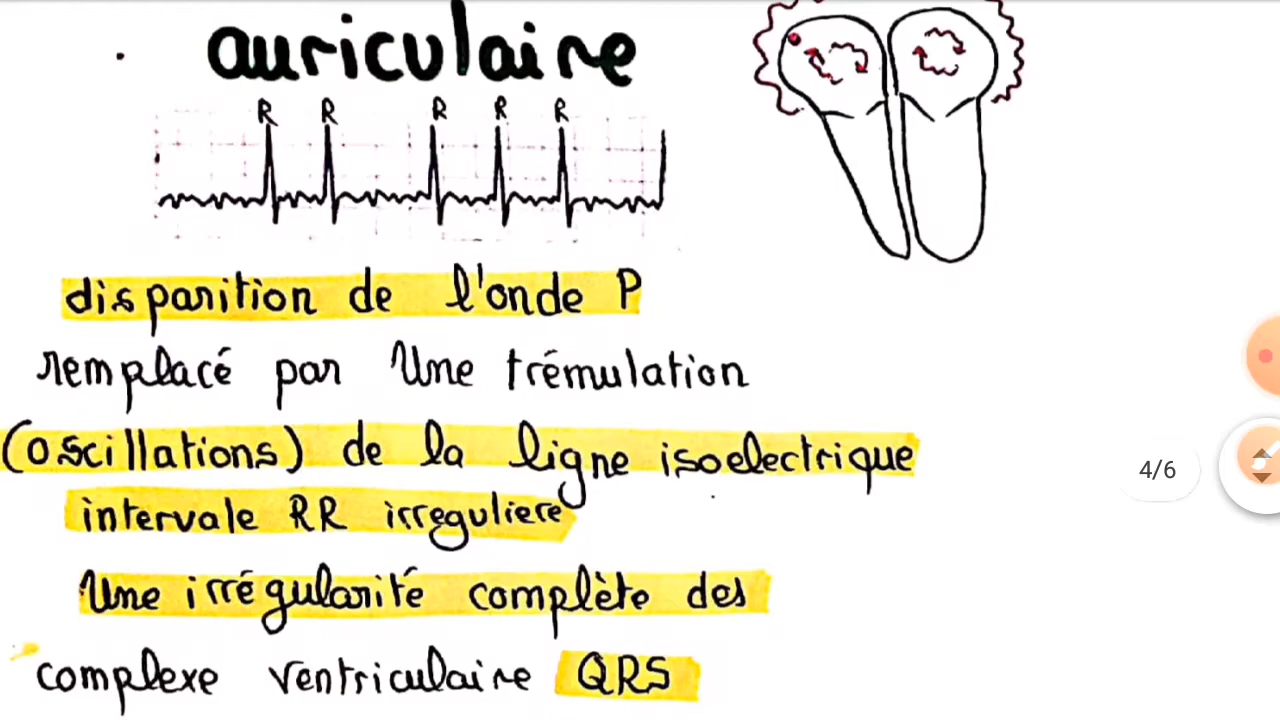 auriculaire
R R R R R
disparition de l'onde P
remplacé par Une trémulation
(oscillations) de la ligne isoelectrique
intervale RR irreguliere
Une irrégularité complète des
complexe ventriculaire QRS
4/6